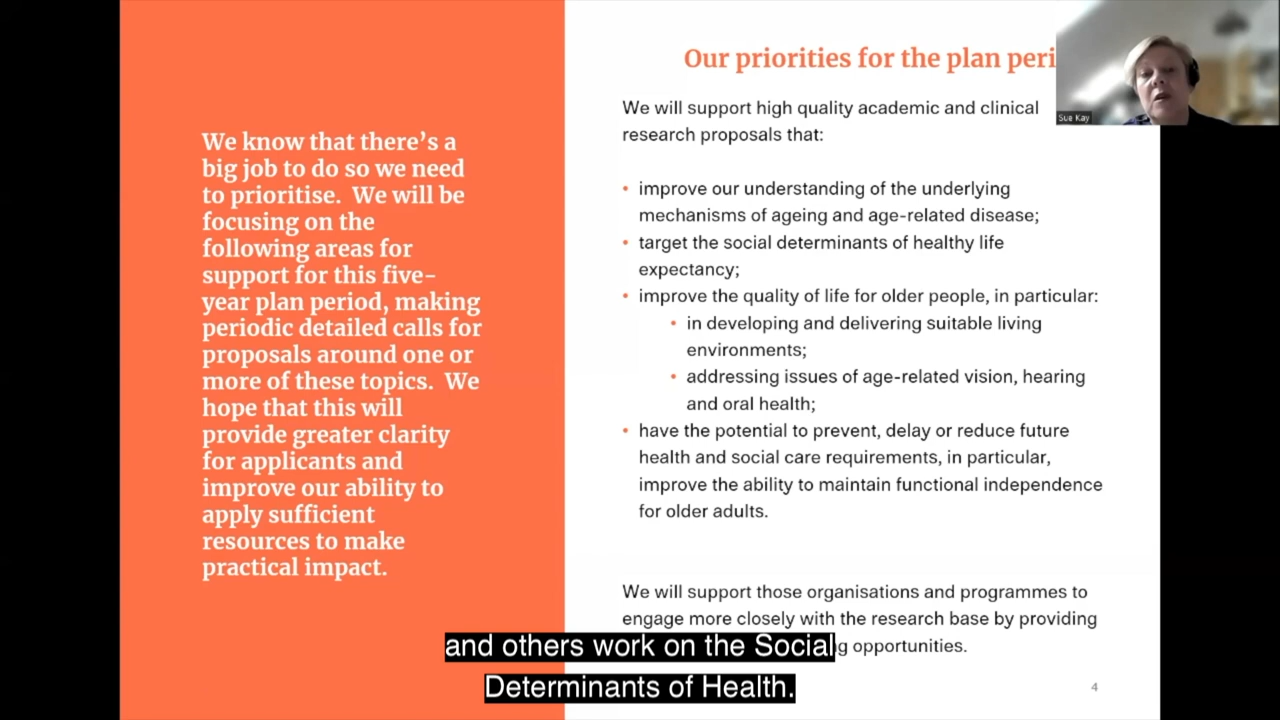 We know that there's a
big job to do so we need
to prioritise.  We will be
focusing on the
following areas for
support for this five-
year plan period, making
periodic detailed calls for
proposals around one or
more of these topics.  We
hope that this will
provide greater clarity
for applicants and
improve our ability to
apply sufficient
resources to make
practical impact.
Our priorities for the plan peri
We will support high quality academic and clinical
research proposals that:
• improve our understanding of the underlying
mechanisms of ageing and age-related disease;
• target the social determinants of healthy life
expectancy;
• improve the quality of life for older people, in particular:
• in developing and delivering suitable living
environments;
• addressing issues of age-related vision, hearing
and oral health;
• have the potential to prevent, delay or reduce future
health and social care requirements, in particular,
improve the ability to maintain functional independence
for older adults.
We will support those organisations and programmes to
engage more closely with the research base by providing
opportunities.
4
Sue Kay
and others work on the Social
Determinants of Health.